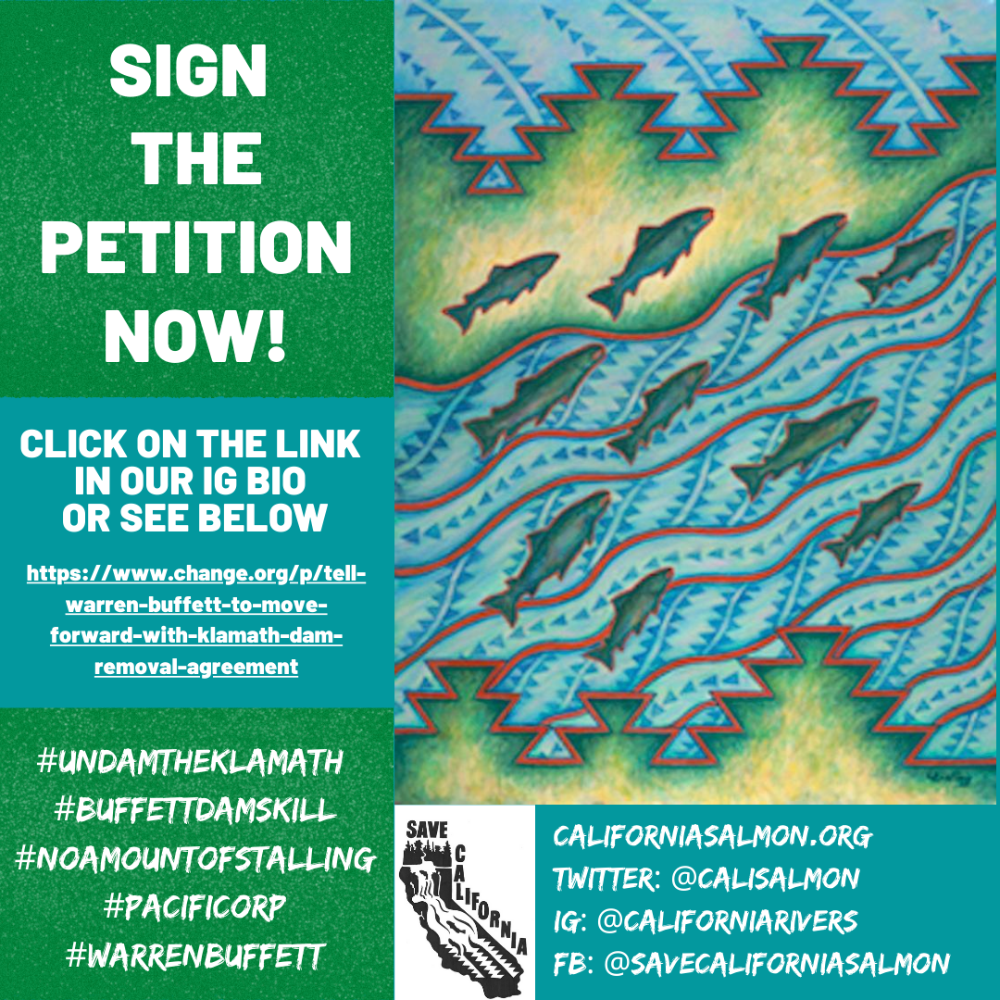 SIGN
THE
PETITION
NOW!
CLICK ON THE LINK
IN OUR IG BIO
OR SEE BELOW
https://www.change.org/p/tell-
warren-buffett-to-move-
forward-with-klamath-dam-
removal-agreement
#UNDAMTHEKLAMATH
#BUFFETTDAMSKILL
#NOAMOUNTOFSTALLING
#PACIFICORP
#WARRENBUFFETT
SAVE
CALIFORNIA
CALIFORNIASALMON.ORG
TWITTER: @CALISALMON
IG: @CALIFORNIARIVERS
FB: @SAVECALIFORNIASALMON